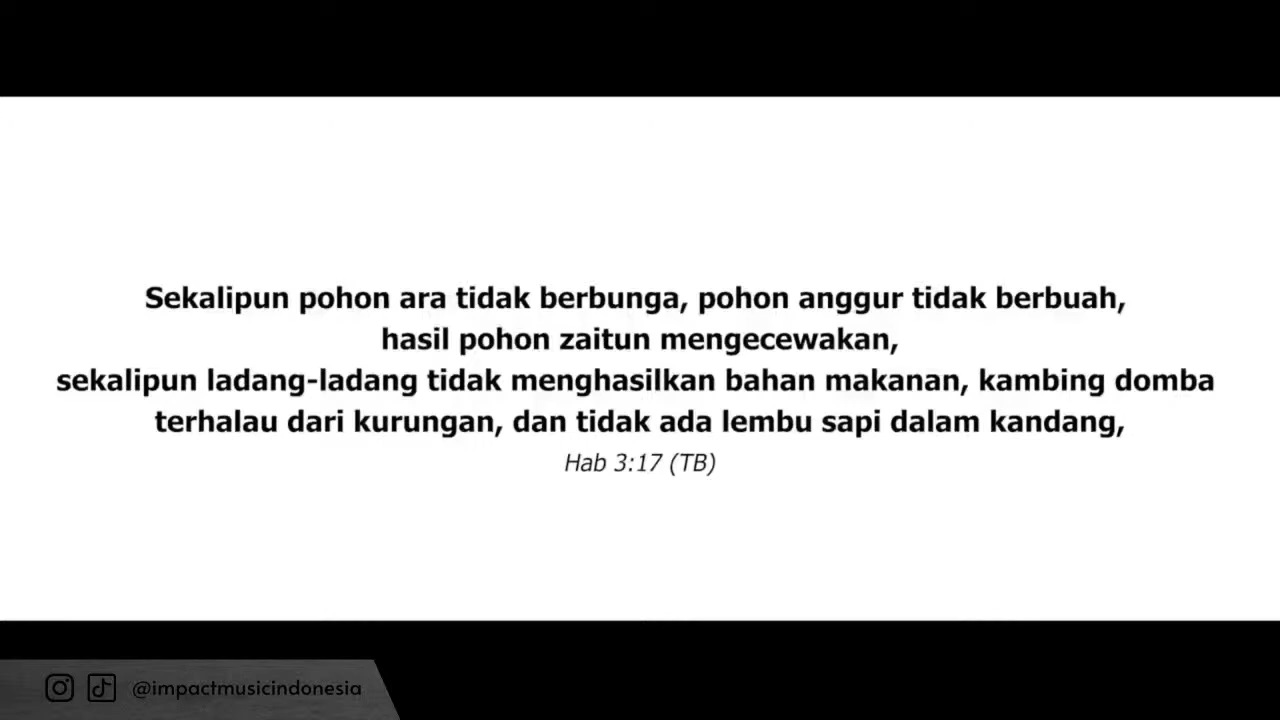 Sekalipun pohon ara tidak berbunga, pohon anggur tidak berbuah,
hasil pohon zaitun mengecewakan,
sekalipun ladang-ladang tidak menghasilkan bahan makanan, kambing domba
terhalau dari kurungan, dan tidak ada lembu sapi dalam kandang,
Hab 3:17 (TB)
@impactmusicindonesia